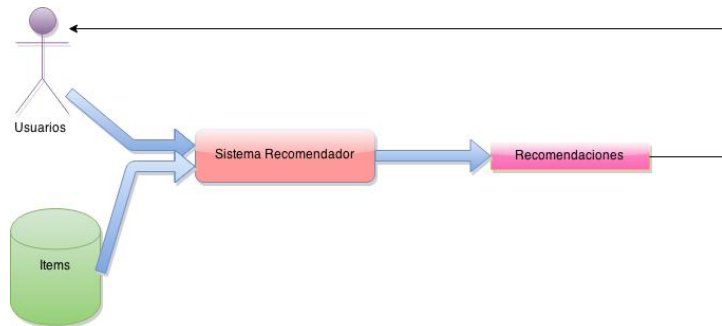 Usuarios
Sistema Recomendador
Recomendaciones
Items